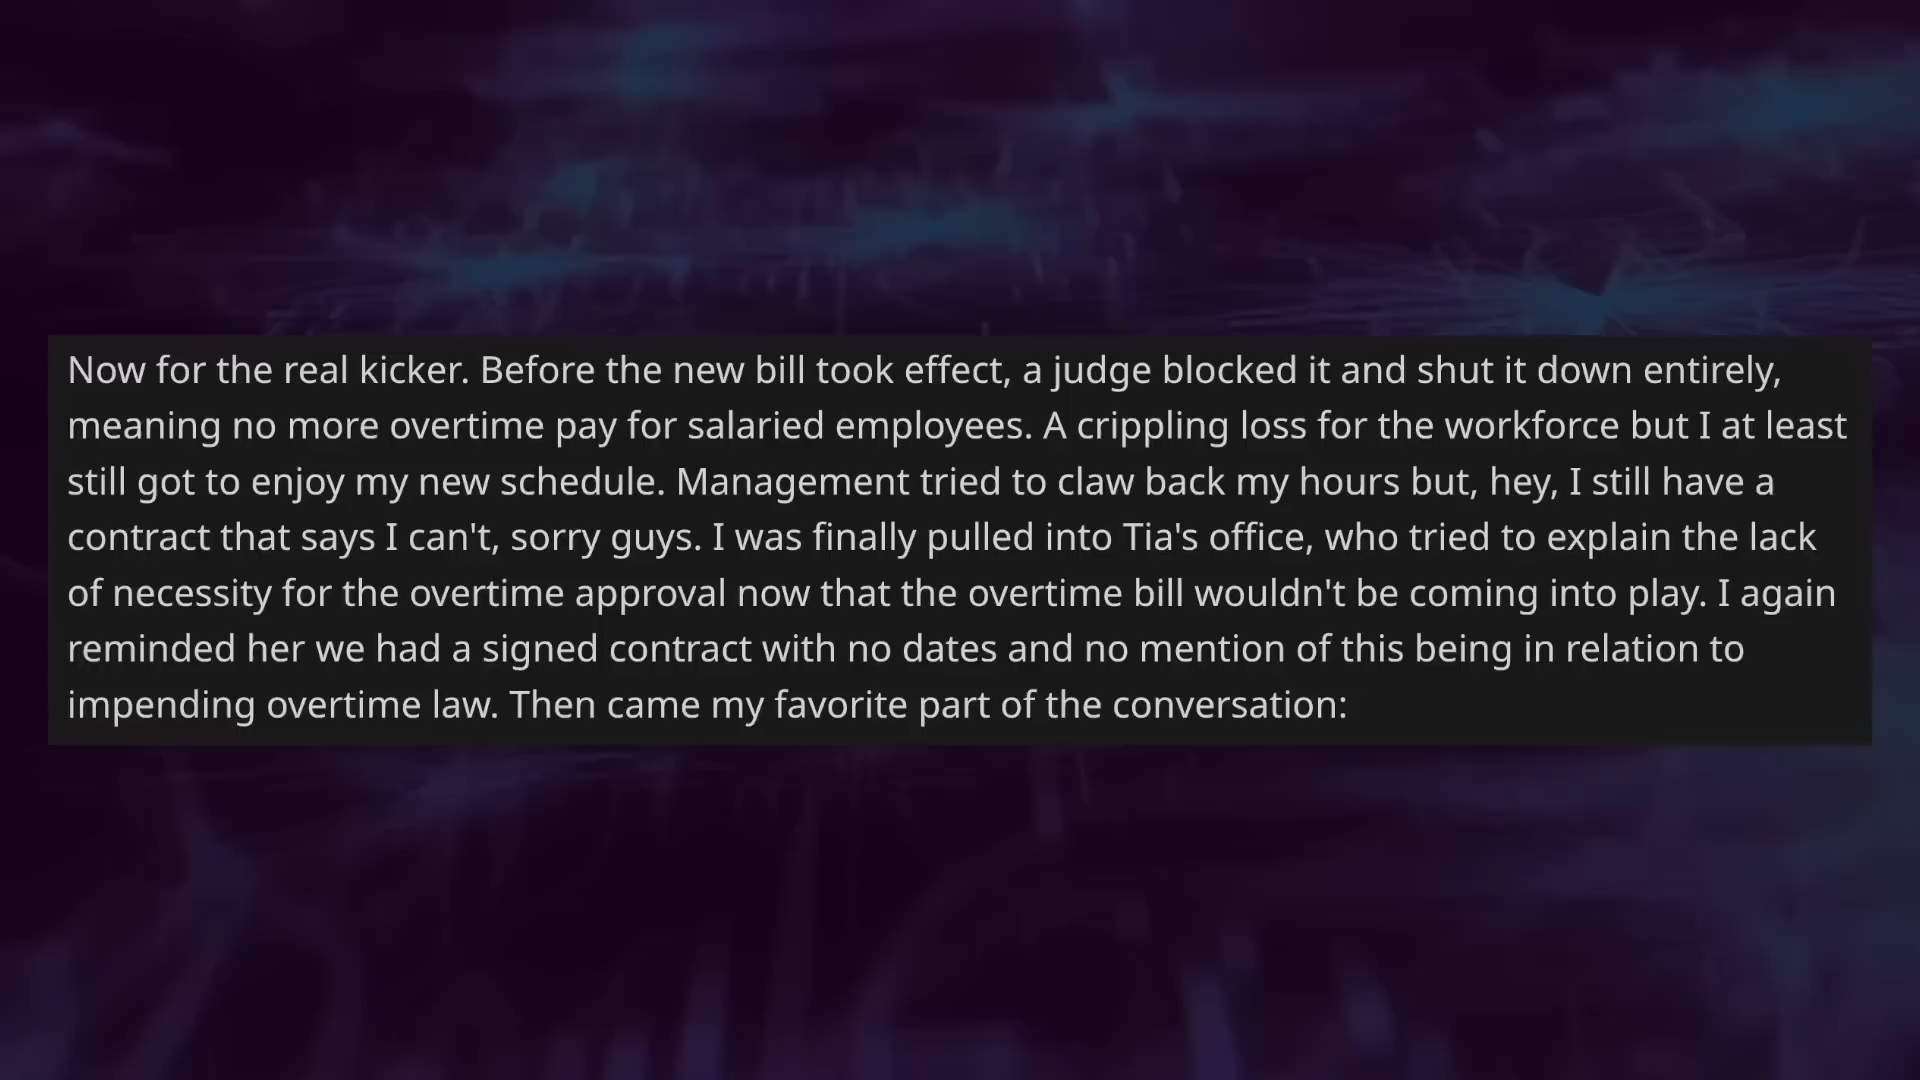 Now for the real kicker. Before the new bill took effect, a judge blocked it and shut it down entirely,
meaning no more overtime pay for salaried employees. A crippling loss for the workforce but I at least
still got to enjoy my new schedule. Management tried to claw back my hours but, hey, I still have a
contract that says I can't, sorry guys. I was finally pulled into Tia's office, who tried to explain the lack
of necessity for the overtime approval now that the overtime bill wouldn't be coming into play. I again
reminded her we had a signed contract with no dates and no mention of this being in relation to
impending overtime law. Then came my favorite part of the conversation: